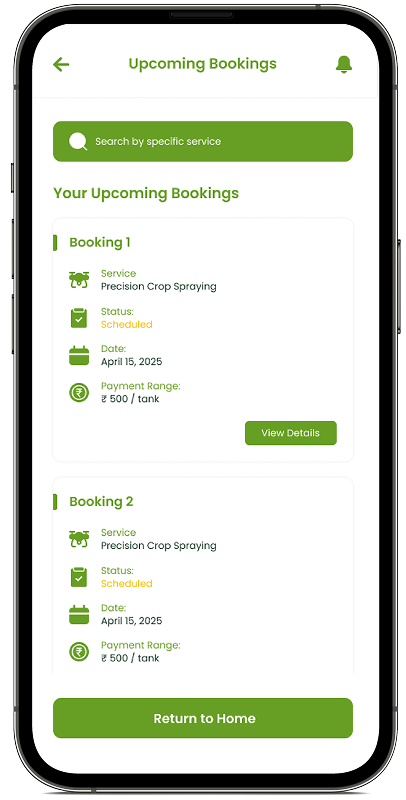 Upcoming Bookings
Search by specific service
Your Upcoming Bookings
Booking 1
Service
Precision Crop Spraying
Status:
Scheduled
Date:
April 15, 2025
Payment Range:
₹ 500 / tank
View Details
Booking 2
Service
Precision Crop Spraying
Status:
Scheduled
Date:
April 15, 2025
Payment Range:
₹ 500 / tank
Return to Home